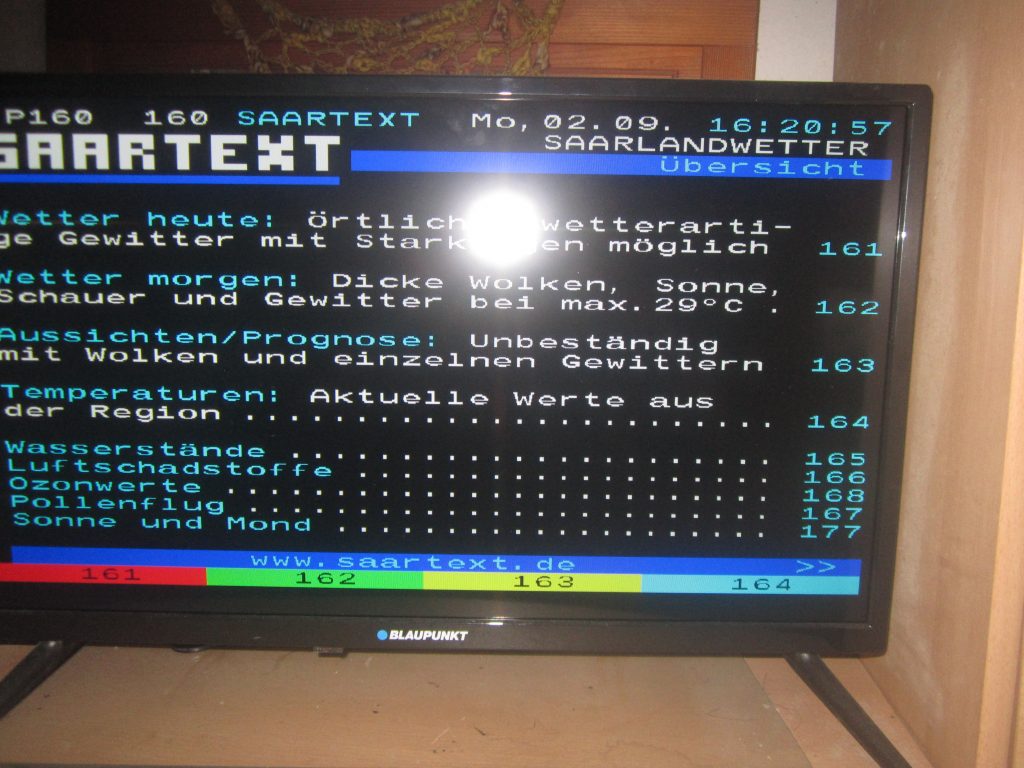 P160 160 SAARTEXT Mo, 02.09. 16:20:57
SAARTEXT SAARLANDWETTER
Übersicht
Wetter heute: Örtlich wetterarti-
ge Gewitter mit möglich 161
Wetter morgen: Dicke Wolken, Sonne,
Schauer und Gewitter bei max.29°C . 162
Aussichten/Prognose: Unbeständig
mit Wolken und einzelnen Gewittern 163
Temperaturen: Aktuelle Werte aus
der Region ......................... 164
Wasserstände ...................... 165
Luftschadstoffe ................... 166
Ozonwerte ......................... 168
Pollenflug ........................ 167
Sonne und Mond .................... 177
www.saartext.de >>
161 162 163 164
BLAUPUNKT